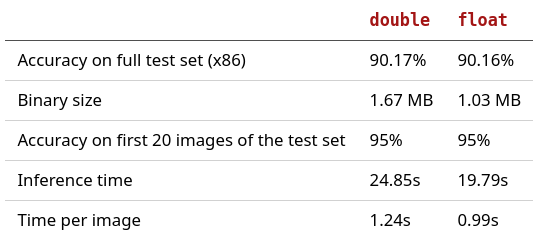 double float
Accuracy on full test set (x86) 90.17% 90.16%
Binary size 1.67 MB 1.03 MB
Accuracy on first 20 images of the test set 95% 95%
Inference time 24.85s 19.79s
Time per image 1.24s 0.99s